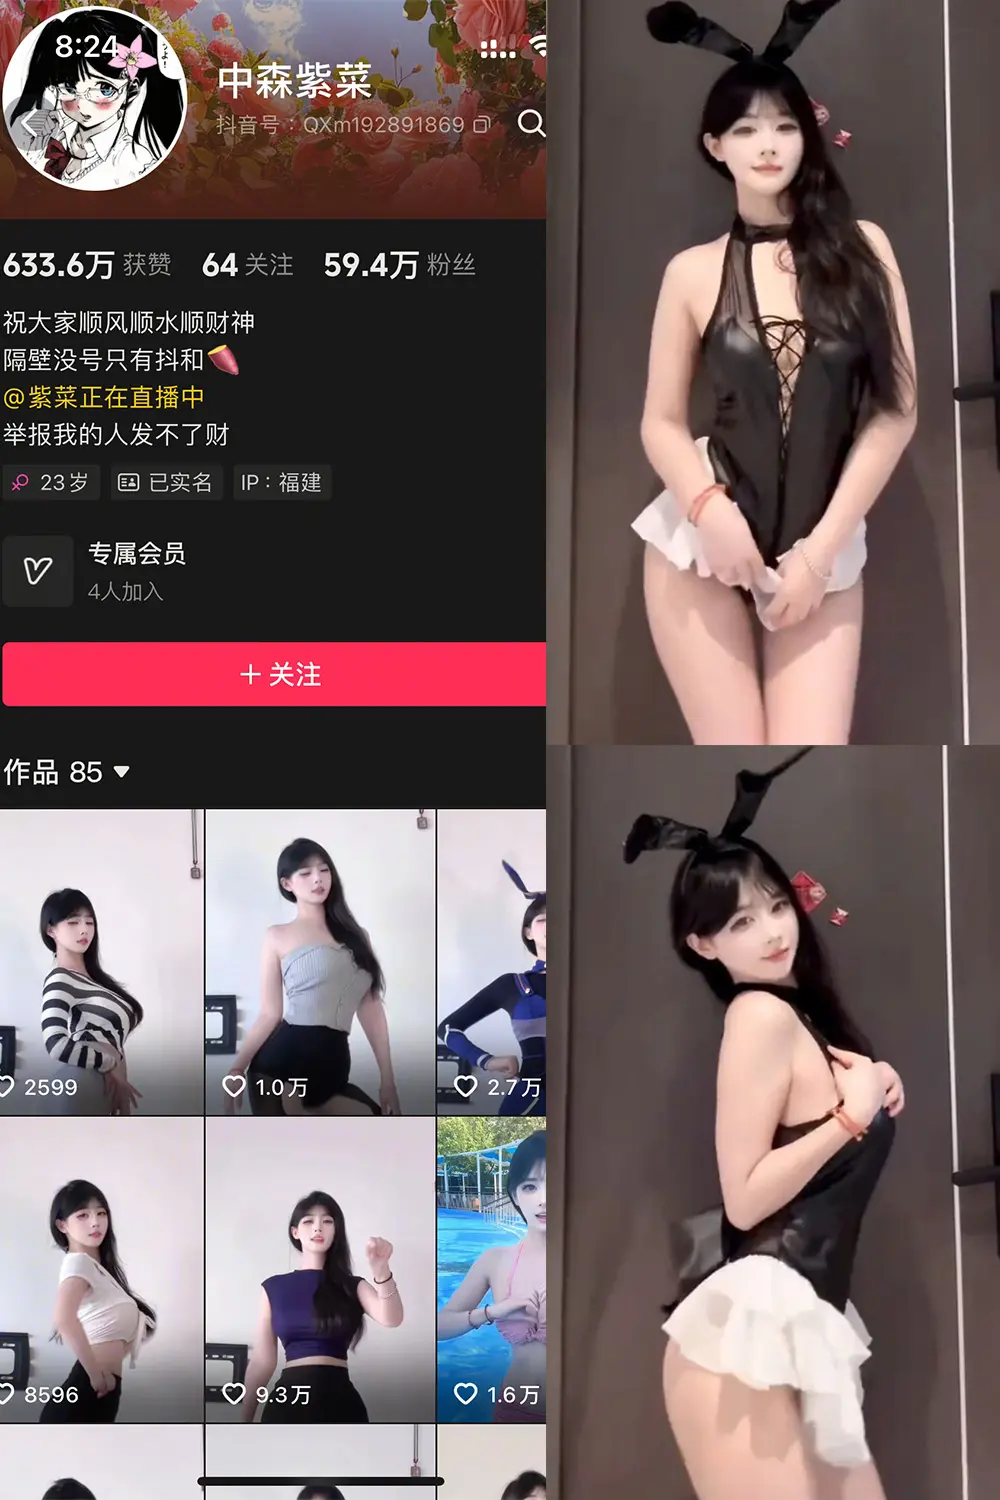 8:24
中森紫菜
抖音号：QXm192891869
633.6万 获赞 64 关注 59.4万 粉丝
祝大家顺风顺水顺财神
隔壁没号只有抖和🍠
@紫菜正在直播中
举报我的人发不了财
23岁 已实名 IP：福建
专属会员
4人加入
+ 关注
作品 85
2599 1.0万 2.7万
8596 9.3万 1.6万